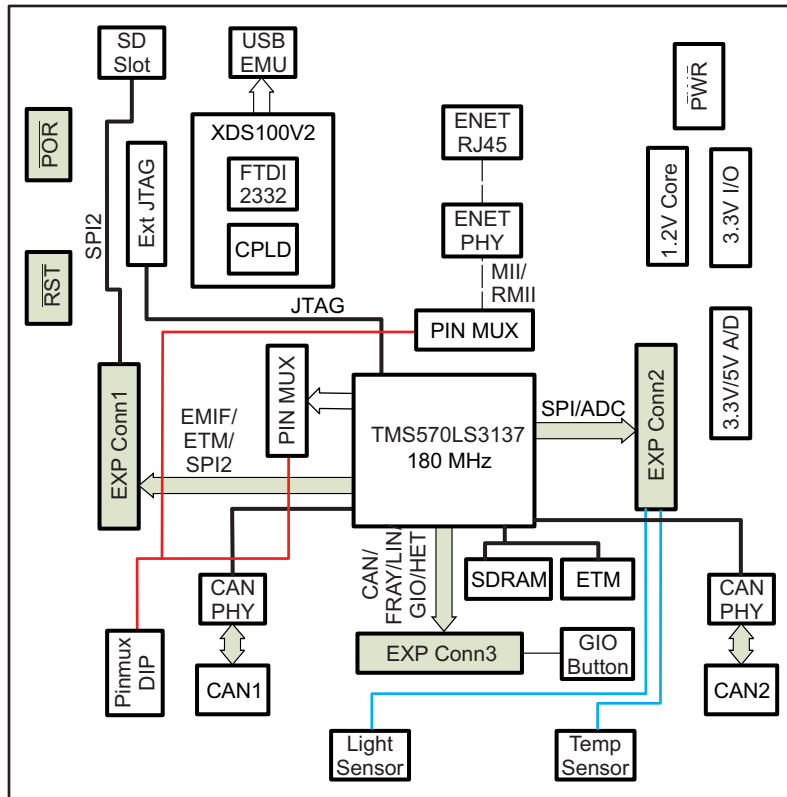 SD
Slot
USB
EMU
XDS100V2
FTDI
2332
CPLD
ENET
RJ45
ENET
PHY
MII/
RMII
PIN MUX
PWR
1.2V Core
3.3V I/O
3.3V/5V A/D
POR
RST
SPI2
Ext JTAG
JTAG
EXP Conn1
EMIF/
ETM/
SPI2
PIN MUX
TMS570LS3137
180 MHz
SPI/ADC
EXP Conn2
CAN/
FRAY/LIN/
GIO/HET
SDRAM
ETM
CAN
PHY
CAN1
Pinmux
DIP
EXP Conn3
GIO
Button
CAN
PHY
CAN2
Light
Sensor
Temp
Sensor